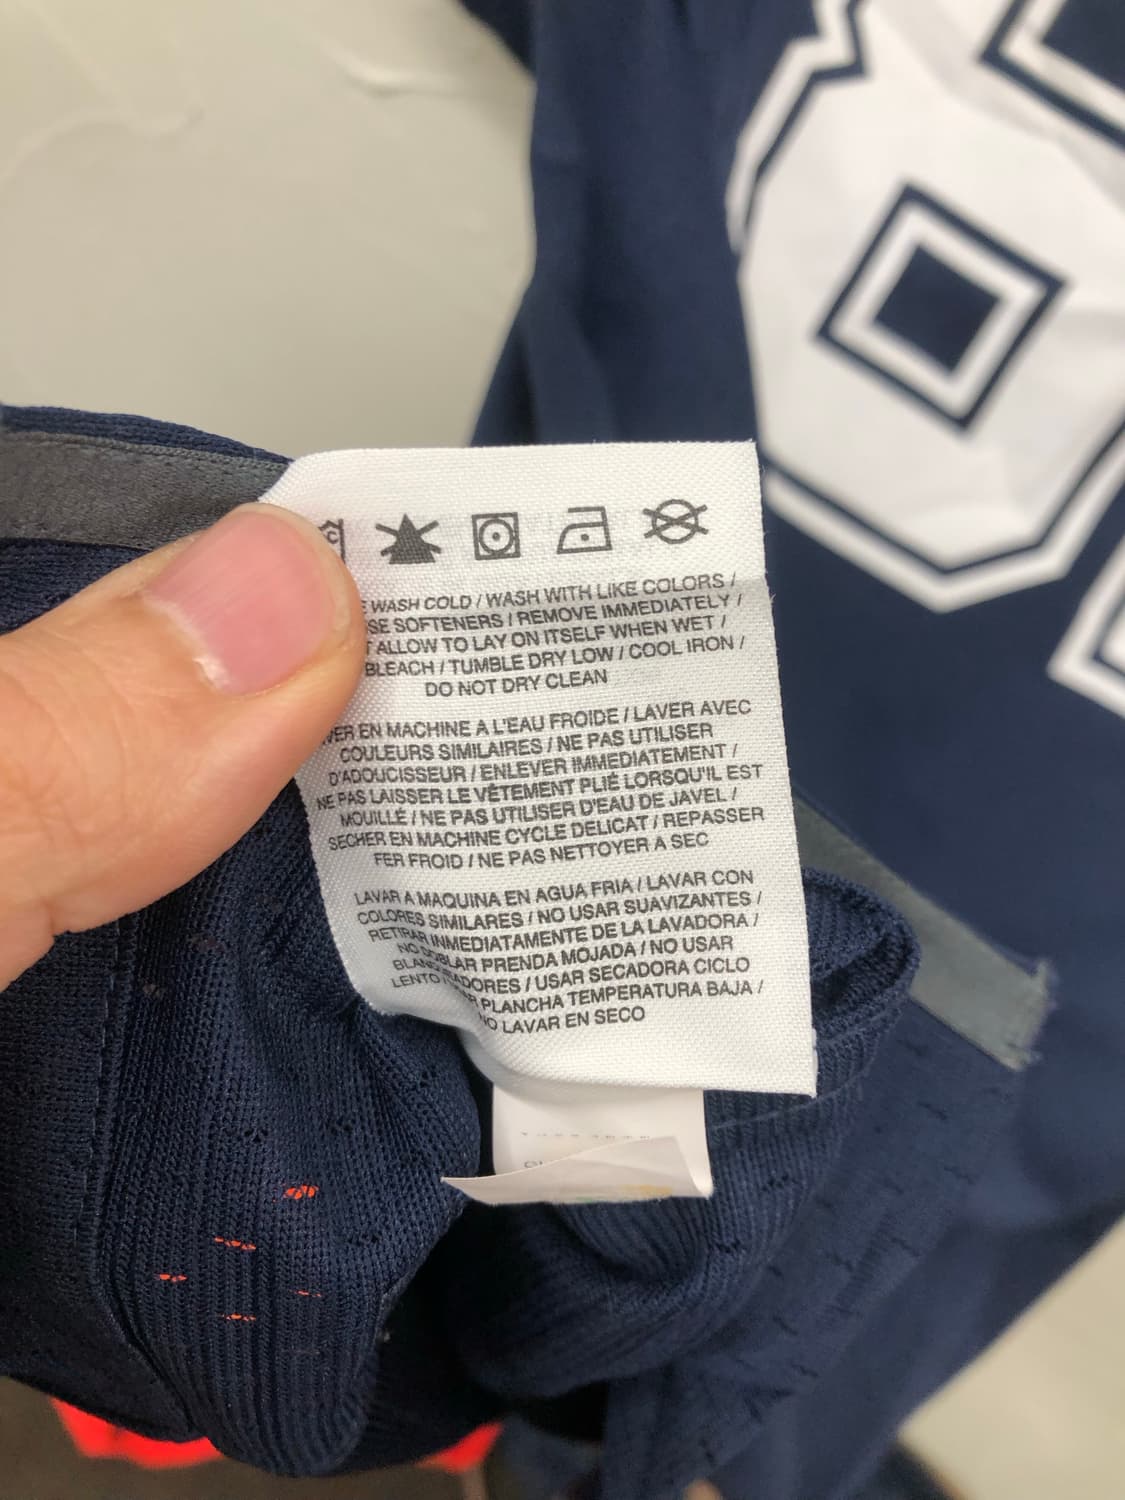 WASH COLD / WASH WITH LIKE COLORS /
SE SOFTENERS / REMOVE IMMEDIATELY /
ALLOW TO LAY ON ITSELF WHEN WET /
BLEACH / TUMBLE DRY LOW / COOL IRON /
DO NOT DRY CLEAN
VER EN MACHINE A L'EAU FROIDE / LAVER AVEC
COULEURS SIMILAIRES / NE PAS UTILISER
D'ADOUCISSEUR / ENLEVER IMMEDIATEMENT /
NE PAS LAISSER LE VÊTEMENT PLIÉ LORSQU'IL EST
MOUILLÉ / NE PAS UTILISER D'EAU DE JAVEL /
SECHER EN MACHINE CYCLE DELICAT / REPASSER
FER FROID / NE PAS NETTOYER A SEC
LAVAR A MAQUINA EN AGUA FRIA / LAVAR CON
COLORES SIMILARES / NO USAR SUAVIZANTES /
RETIRAR INMEDIATAMENTE DE LA LAVADORA /
NO DOBLAR PRENDA MOJADA / NO USAR
BLANQUEADORES / USAR SECADORA CICLO
LENTO / PLANCHA TEMPERATURA BAJA /
NO LAVAR EN SECO